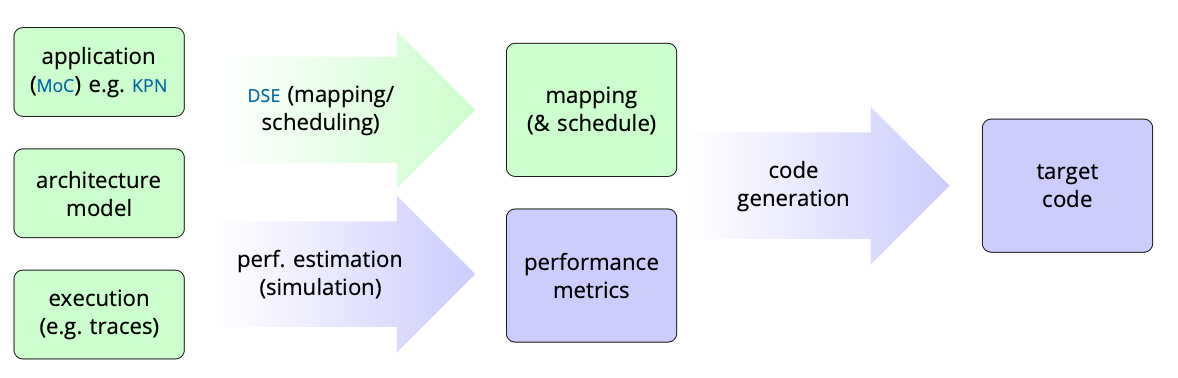 application
(MoC) e.g. KPN
architecture
model
execution
(e.g. traces)
DSE (mapping/
scheduling)
perf. estimation
(simulation)
mapping
(& schedule)
performance
metrics
code
generation
target
code